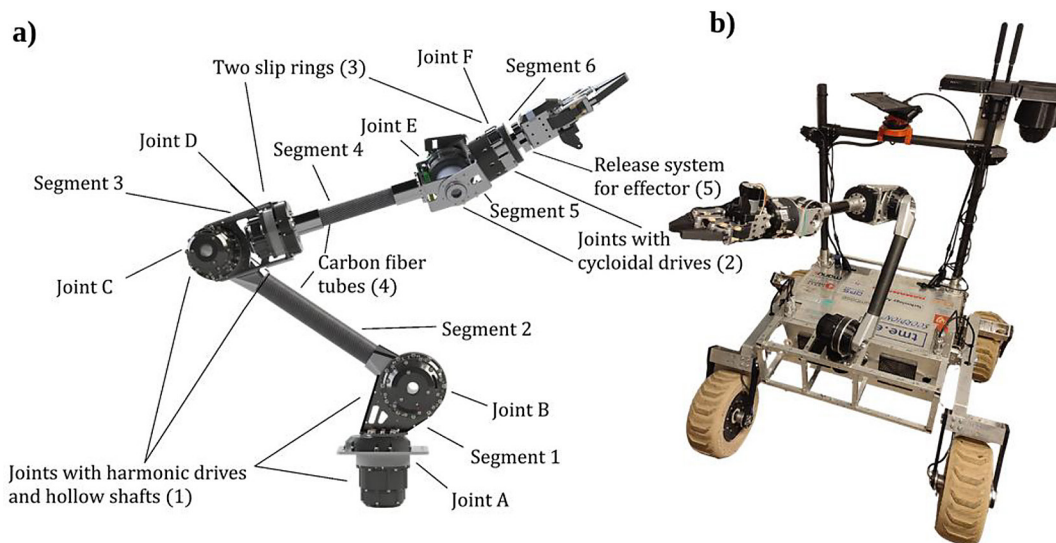 a)
b)
Joint F
Segment 6
Two slip rings (3)
Joint E
Segment 4
Joint D
Segment 3
Release system
for effector (5)
Segment 5
Joints with
cycloidal drives (2)
Joint C
Carbon fiber
tubes (4)
Segment 2
Joint B
Segment 1
Joints with harmonic drives
and hollow shafts (1)
Joint A
tme.e